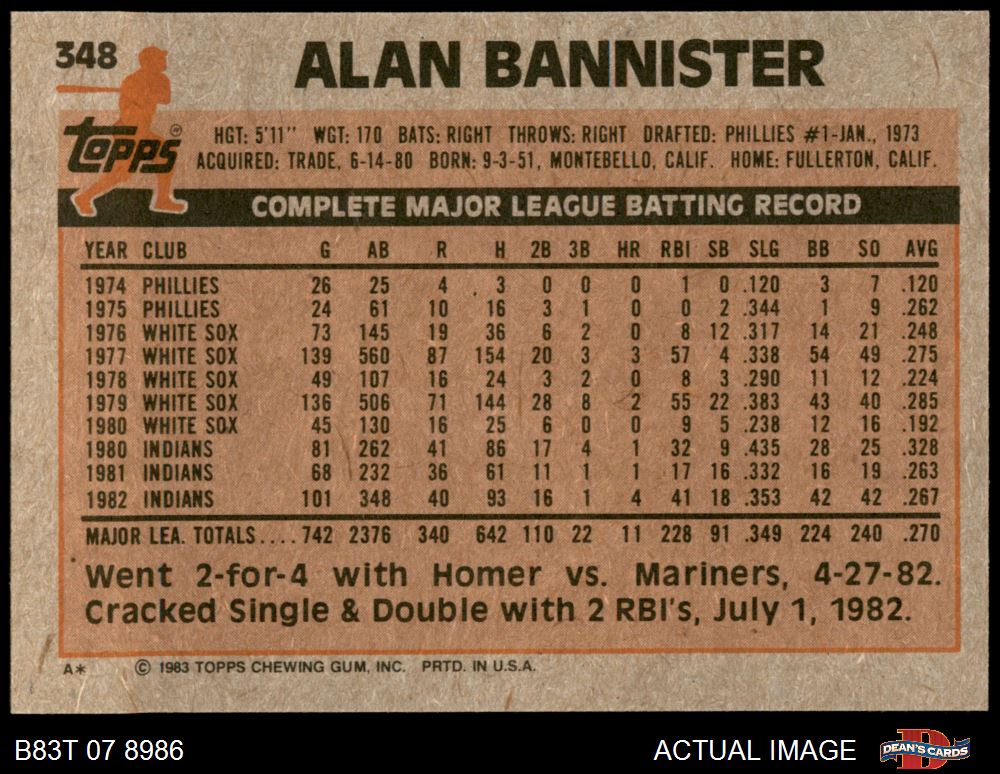 348
ALAN BANNISTER
Topps
HGT: 5'11" WGT: 170 BATS: RIGHT THROWS: RIGHT DRAFTED: PHILLIES #1-JAN., 1973
ACQUIRED: TRADE, 6-14-80 BORN: 9-3-51, MONTEBELLO, CALIF. HOME: FULLERTON, CALIF.
COMPLETE MAJOR LEAGUE BATTING RECORD
YEAR CLUB G AB R H 2B 3B HR RBI SB SLG BB SO AVG
1974 PHILLIES 26 25 4 3 0 0 0 1 0 .120 3 7 .120
1975 PHILLIES 24 61 10 16 3 1 0 0 2 .344 1 9 .262
1976 WHITE SOX 73 145 19 36 6 2 0 8 12 .317 14 21 .248
1977 WHITE SOX 139 560 87 154 20 3 3 57 4 .338 54 49 .275
1978 WHITE SOX 49 107 16 24 3 2 0 8 3 .290 11 12 .224
1979 WHITE SOX 136 506 71 144 28 8 2 55 22 .383 43 40 .285
1980 WHITE SOX 45 130 16 25 6 0 0 9 5 .238 12 16 .192
1980 INDIANS 81 262 41 86 17 4 1 32 9 .435 28 25 .328
1981 INDIANS 68 232 36 61 11 1 1 17 16 .332 16 19 .263
1982 INDIANS 101 348 40 93 16 1 4 41 18 .353 42 42 .267
MAJOR LEA. TOTALS.... 742 2376 340 642 110 22 11 228 91 .349 224 240 .270
Went 2-for-4 with Homer vs. Mariners, 4-27-82.
Cracked Single & Double with 2 RBI's, July 1, 1982.
A* © 1983 TOPPS CHEWING GUM, INC. PRTD. IN U.S.A.
B83T 07 8986 ACTUAL IMAGE DEAN'S CARDS